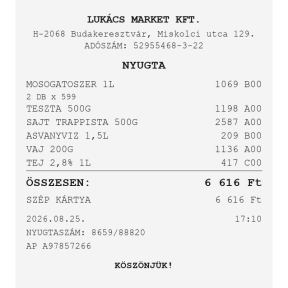 LUKÁCS MARKET KFT.
H-2068 Budakeresztvár, Miskolci utca 129.
ADÓSZÁM: 52955468-3-22
NYUGTA
MOSOGATOSZER 1L 1069 B00
2 DB x 599
TESZTA 500G 1198 A00
SAJT TRAPPISTA 500G 2587 A00
ASVANYVIZ 1,5L 209 B00
VAJ 200G 1136 A00
TEJ 2,8% 1L 417 C00
ÖSSZESEN: 6 616 Ft
SZÉP KÁRTYA 6 616 Ft
2026.08.25. 17:10
NYUGTASZÁM: 8659/88820
AP A97857266
KÖSZÖNJÜK!